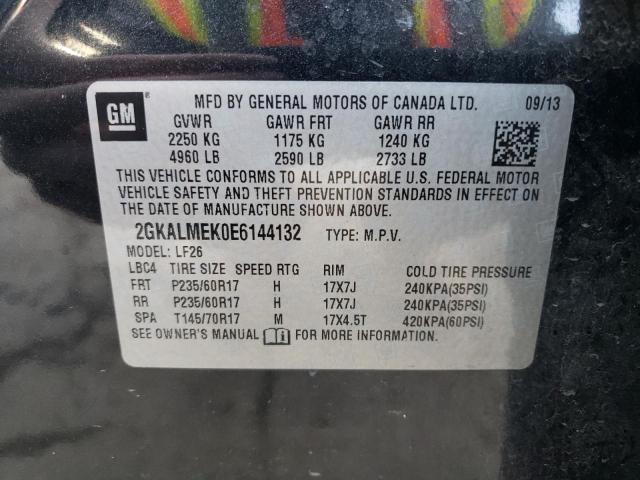 GM ®
MFD BY GENERAL MOTORS OF CANADA LTD. 09/13
GVWR GAWR FRT GAWR RR
2250 KG 1175 KG 1240 KG
4960 LB 2590 LB 2733 LB
THIS VEHICLE CONFORMS TO ALL APPLICABLE U.S. FEDERAL MOTOR
VEHICLE SAFETY AND THEFT PREVENTION STANDARDS IN EFFECT ON
THE DATE OF MANUFACTURE SHOWN ABOVE.
2GKALMEK0E6144132 TYPE: M.P.V.
MODEL: LF26
LBC4 TIRE SIZE SPEED RTG RIM COLD TIRE PRESSURE
FRT P235/60R17 H 17X7J 240KPA(35PSI)
RR P235/60R17 H 17X7J 240KPA(35PSI)
SPA T145/70R17 M 17X4.5T 420KPA(60PSI)
SEE OWNER'S MANUAL FOR MORE INFORMATION.